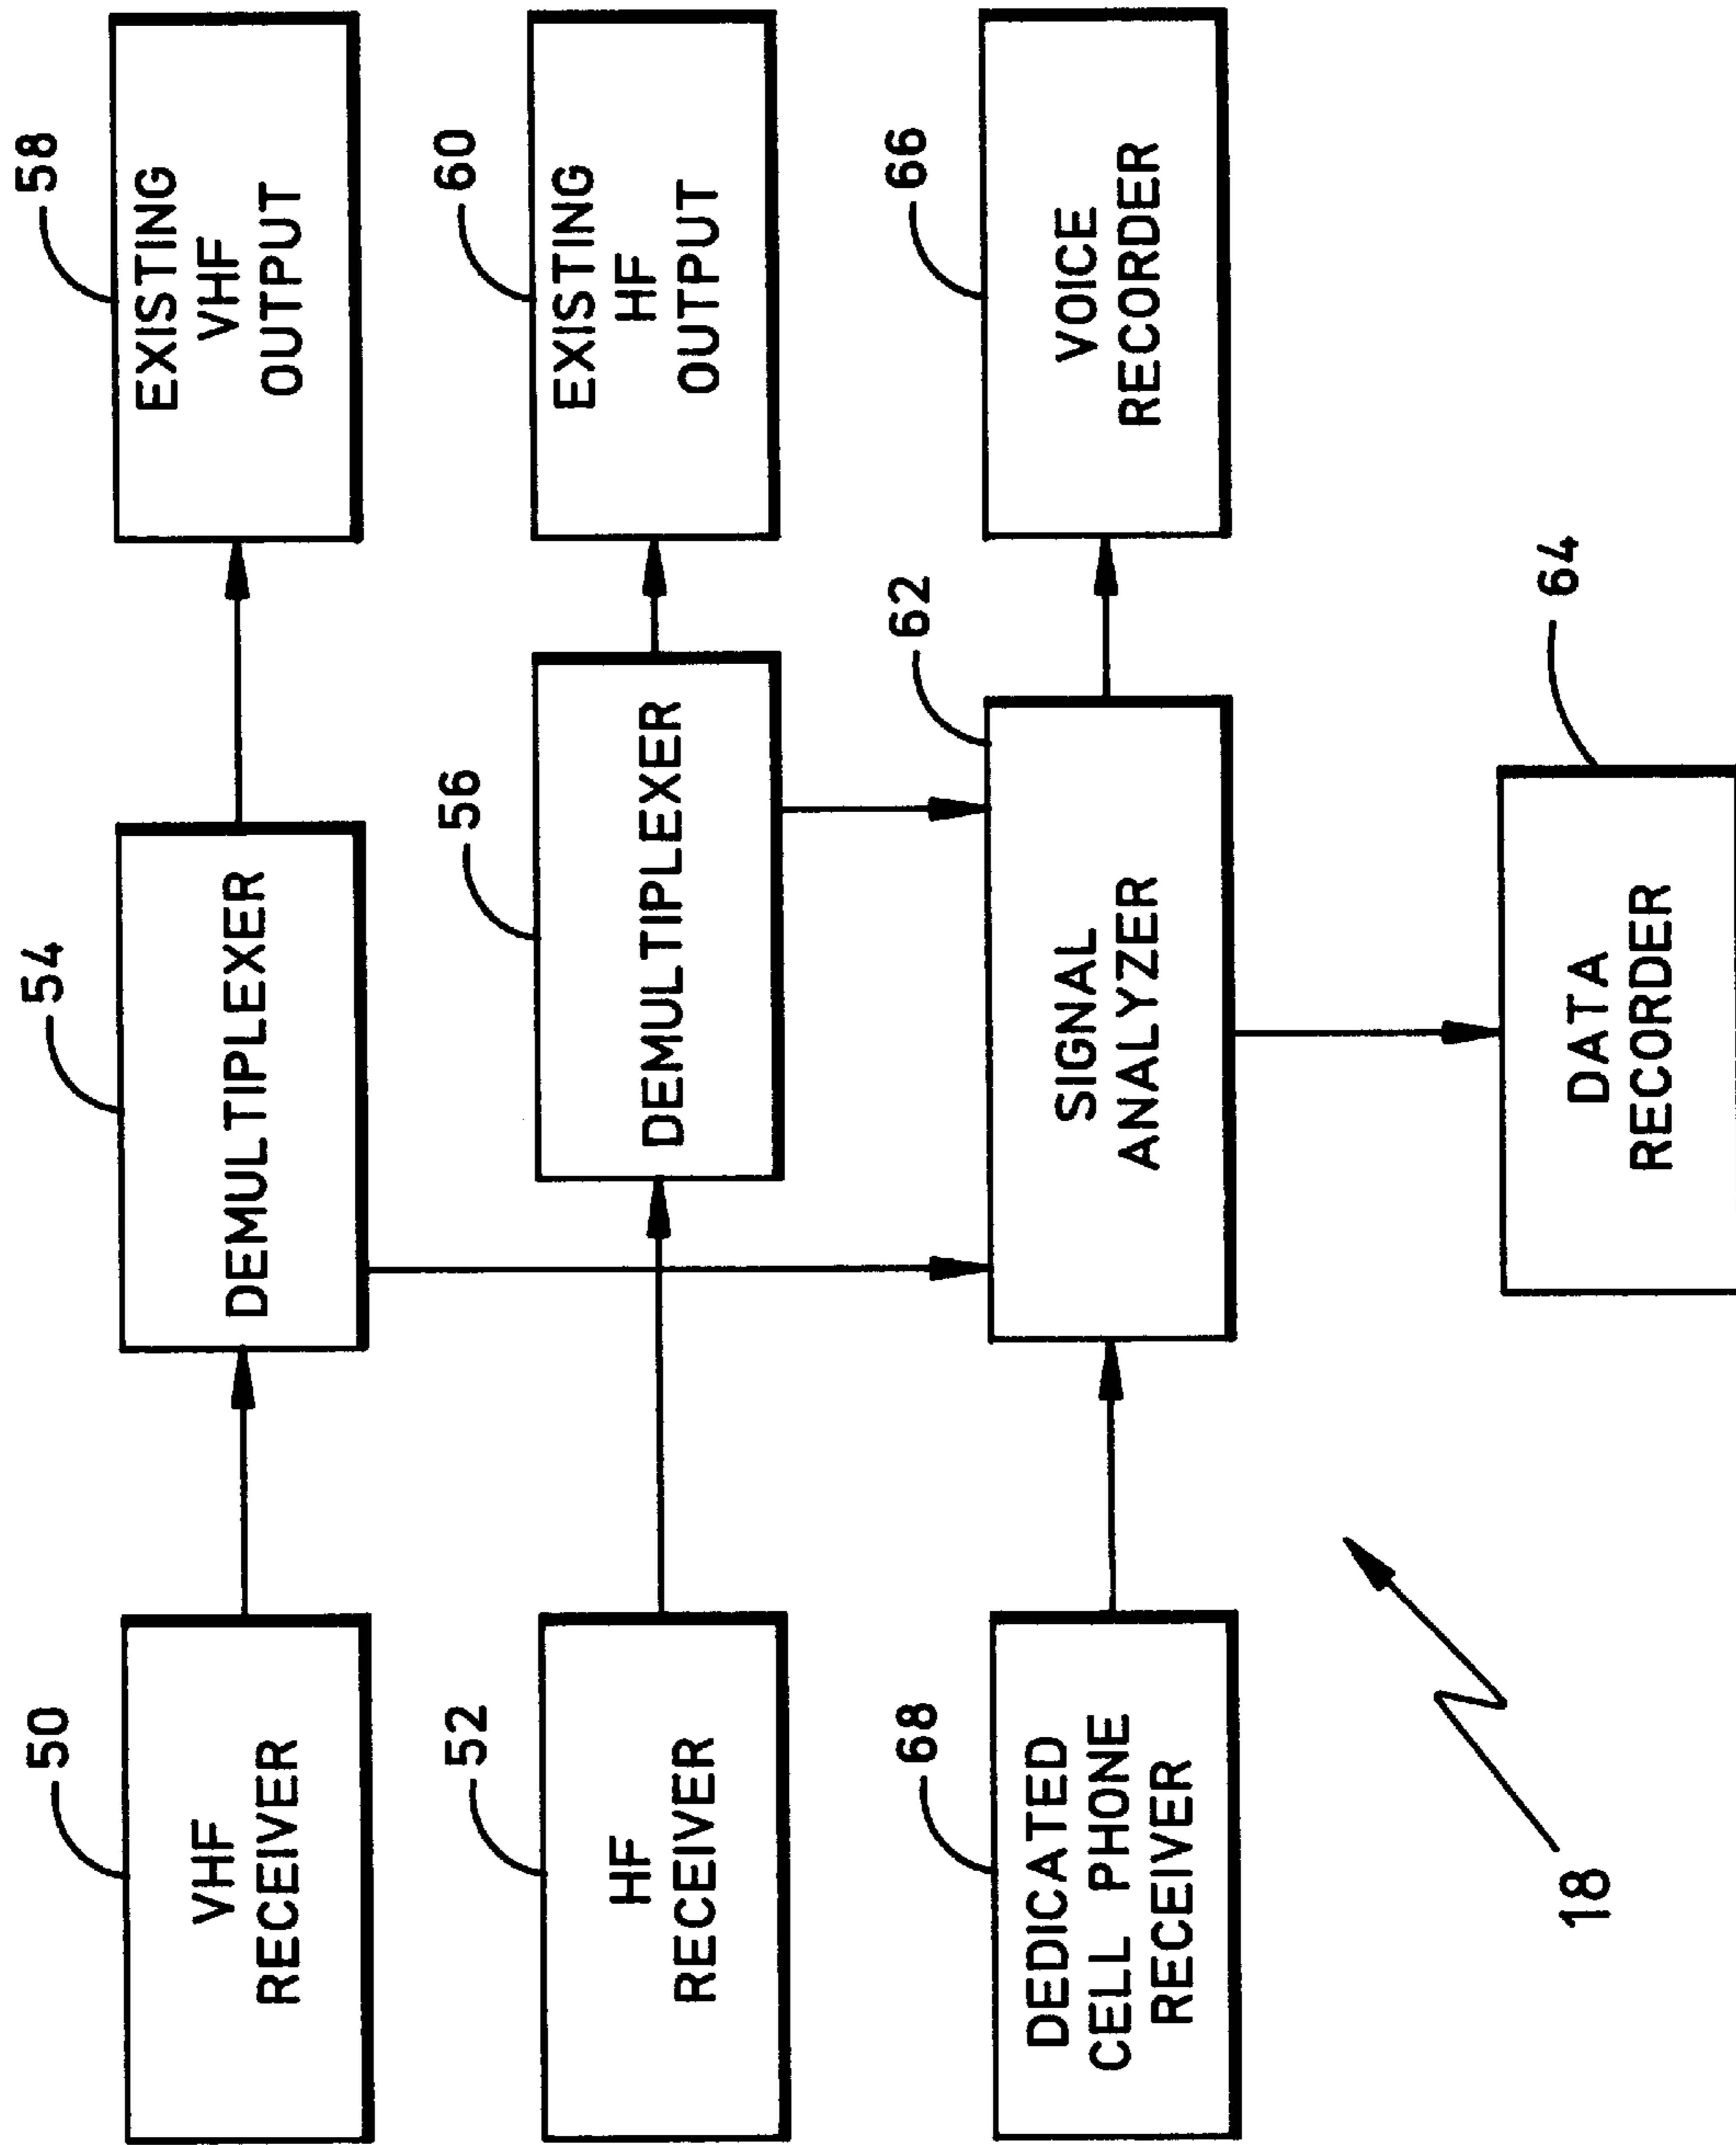 50
VHF
RECEIVER
54
DEMULTIPLEXER
58
EXISTING
VHF
OUTPUT
52
HF
RECEIVER
56
DEMULTIPLEXER
60
EXISTING
HF
OUTPUT
68
DEDICATED
CELL PHONE
RECEIVER
62
SIGNAL
ANALYZER
66
VOICE
RECORDER
64
DATA
RECORDER
18